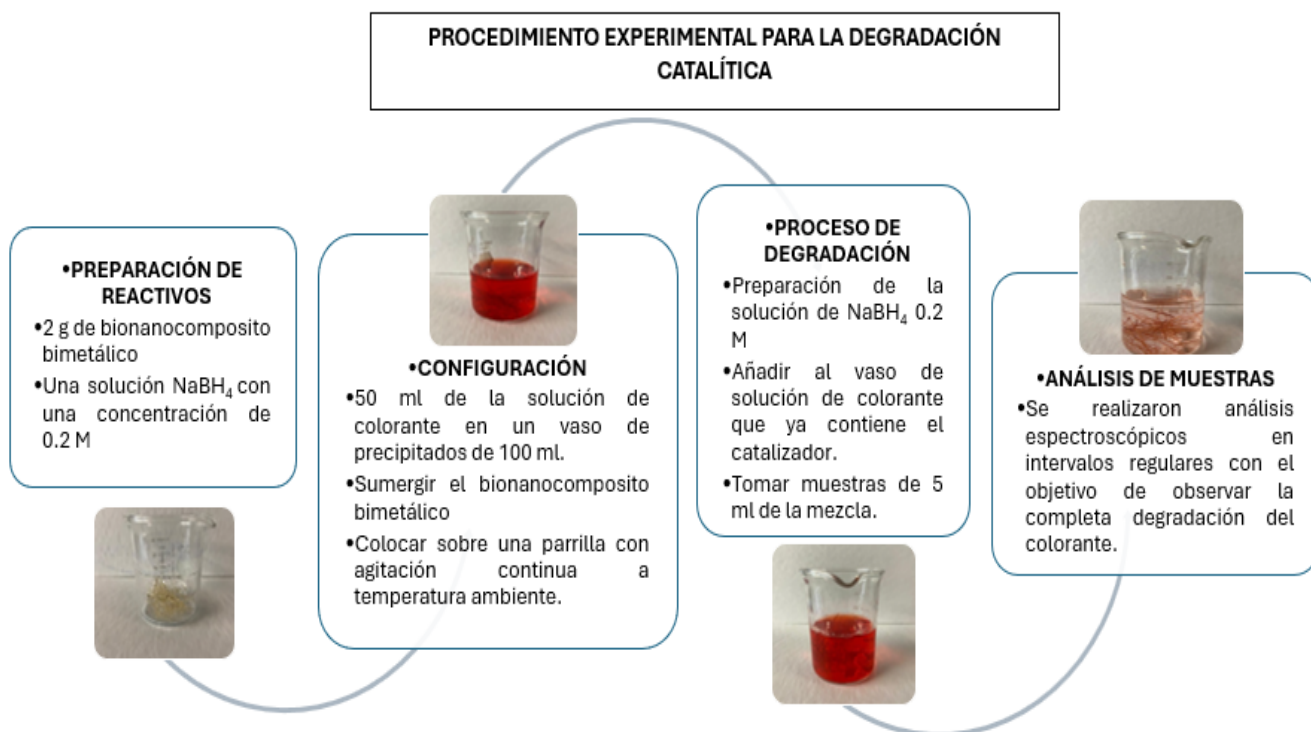 PROCEDIMIENTO EXPERIMENTAL PARA LA DEGRADACIÓN
CATALÍTICA
•PREPARACIÓN DE
REACTIVOS
•2 g de bionanocomposito
bimetálico
•Una solución NaBH₄ con
una concentración de
0.2 M
•CONFIGURACIÓN
•50 ml de la solución de
colorante en un vaso de
precipitados de 100 ml.
•Sumergir el bionanocomposito
bimetálico
•Colocar sobre una parrilla con
agitación continua a
temperatura ambiente.
•PROCESO DE
DEGRADACIÓN
•Preparación de la
solución de NaBH₄ 0.2
M
•Añadir al vaso de
solución de colorante
que ya contiene el
catalizador.
•Tomar muestras de 5
ml de la mezcla.
•ANÁLISIS DE MUESTRAS
•Se realizaron análisis
espectroscópicos en
intervalos regulares con el
objetivo de observar la
completa degradación del
colorante.